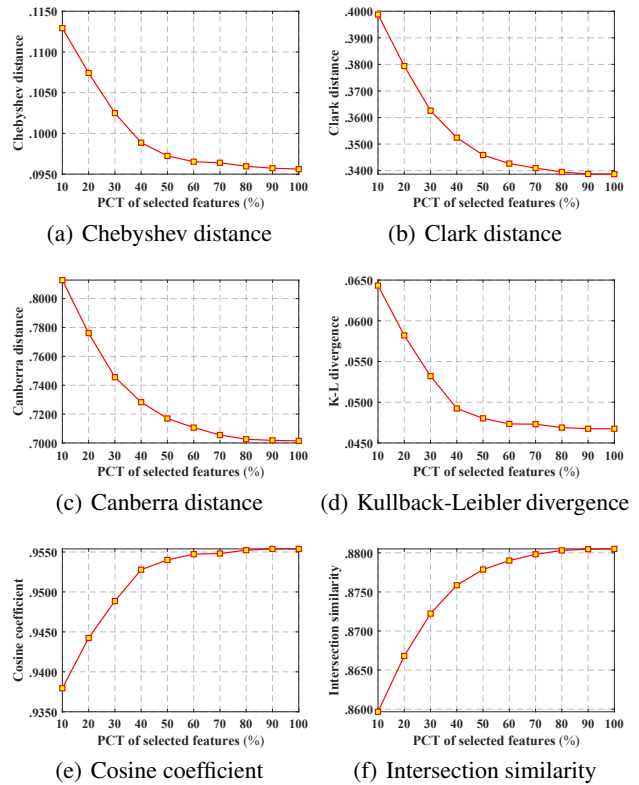 .1150
.1100
.1050
.1000
.0950
Chebyshev distance
10 20 30 40 50 60 70 80 90 100
PCT of selected features (%)
(a) Chebyshev distance
.4000
.3900
.3800
.3700
.3600
.3500
.3400
Clark distance
10 20 30 40 50 60 70 80 90 100
PCT of selected features (%)
(b) Clark distance
.8000
.7800
.7600
.7400
.7200
.7000
Canberra distance
10 20 30 40 50 60 70 80 90 100
PCT of selected features (%)
(c) Canberra distance
.0650
.0600
.0550
.0500
.0450
K-L divergence
10 20 30 40 50 60 70 80 90 100
PCT of selected features (%)
(d) Kullback-Leibler divergence
.9550
.9500
.9450
.9400
.9350
Cosine coefficient
10 20 30 40 50 60 70 80 90 100
PCT of selected features (%)
(e) Cosine coefficient
.8800
.8750
.8700
.8650
.8600
Intersection similarity
10 20 30 40 50 60 70 80 90 100
PCT of selected features (%)
(f) Intersection similarity